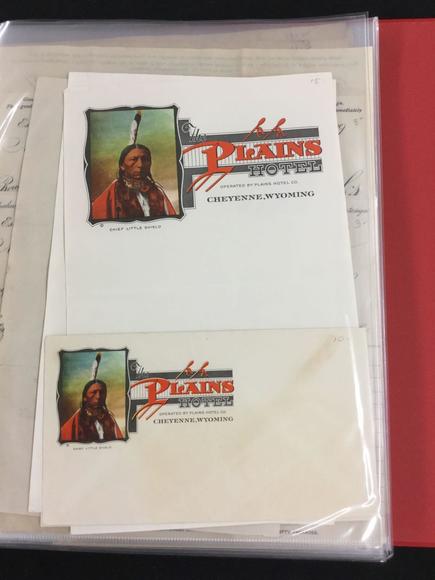 The
PLAINS
HOTEL
OPERATED BY PLAINS HOTEL CO.
CHEYENNE, WYOMING
© CHIEF LITTLE SHIELD
The
PLAINS
HOTEL
OPERATED BY PLAINS HOTEL CO.
CHEYENNE, WYOMING
© CHIEF LITTLE SHIELD